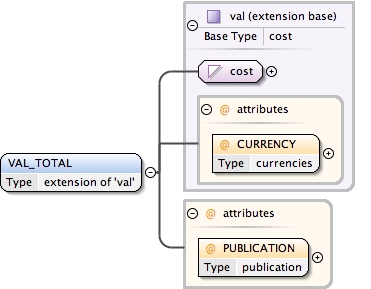 val (extension base)
Base Type cost
cost
@ attributes
@ CURRENCY
Type currencies
VAL_TOTAL
Type extension of 'val'
@ attributes
@ PUBLICATION
Type publication